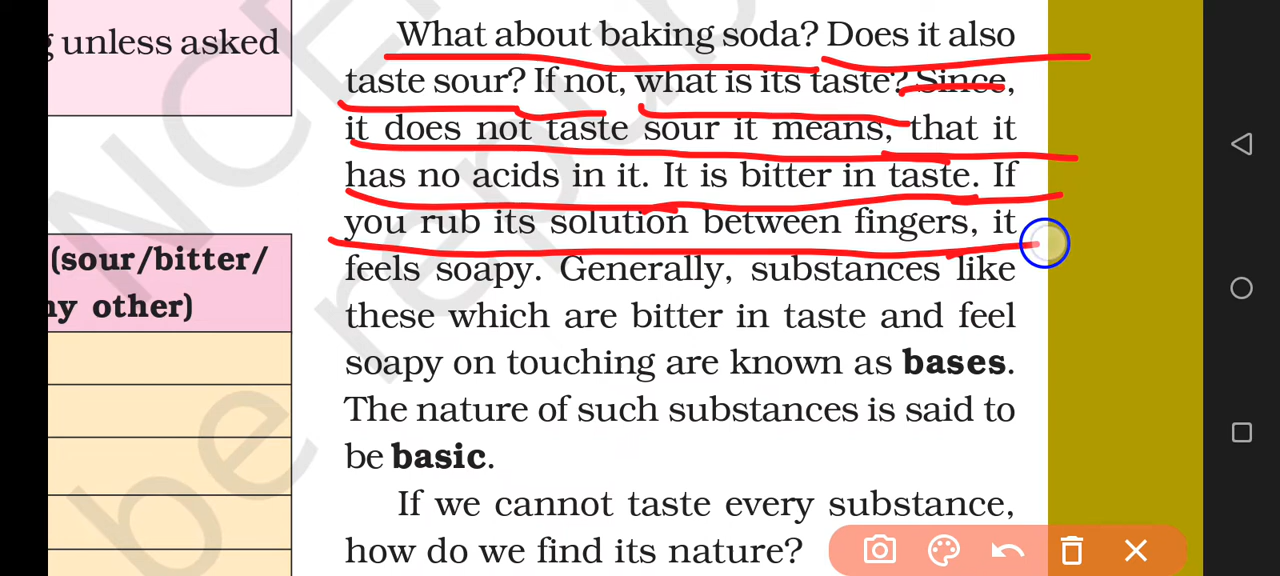 g unless asked
(sour/bitter/
ny other)
What about baking soda? Does it also
taste sour? If not, what is its taste? Since,
it does not taste sour it means, that it
has no acids in it. It is bitter in taste. If
you rub its solution between fingers, it
feels soapy. Generally, substances like
these which are bitter in taste and feel
soapy on touching are known as bases.
The nature of such substances is said to
be basic.
If we cannot taste every substance,
how do we find its nature?